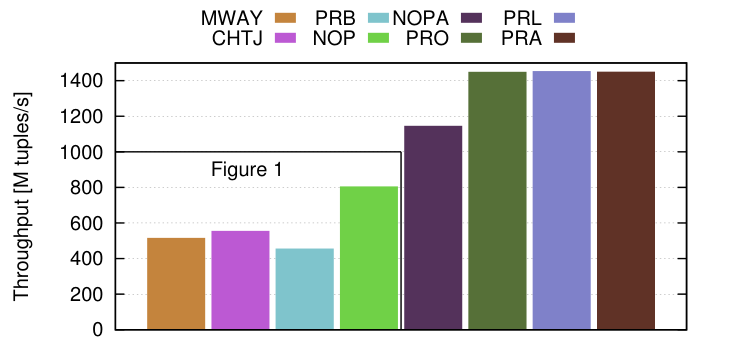 MWAY PRB NOPA PRL
CHTJ NOP PRO PRA
Throughput [M tuples/s]
1400
1200
1000
800
600
400
200
0
Figure 1